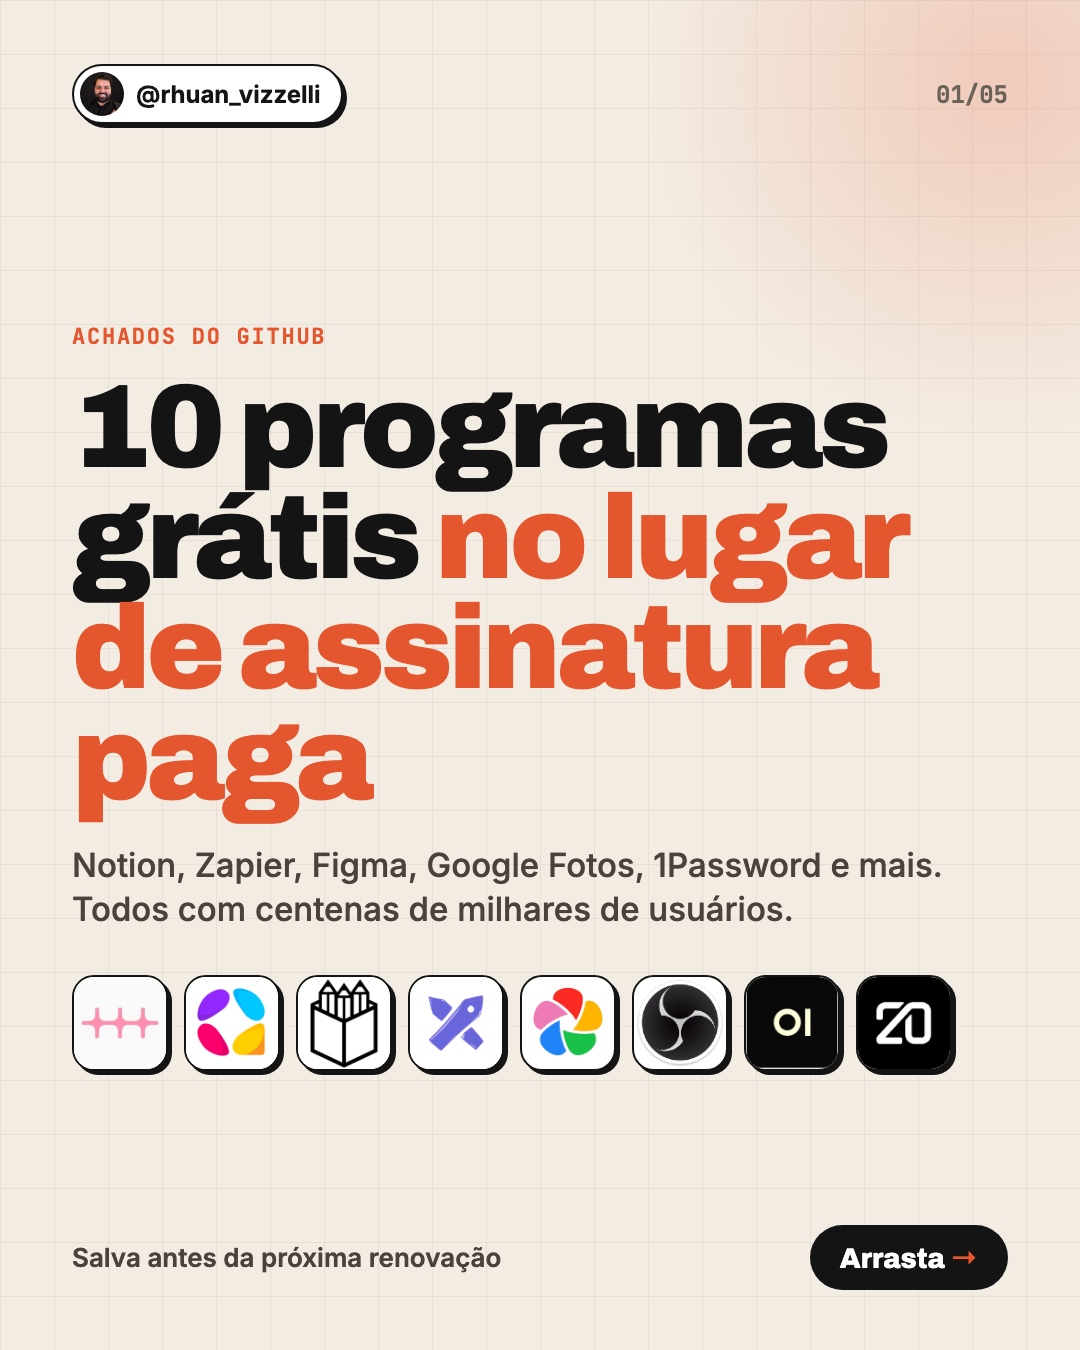 @rhuan_vizzelli
01/05
ACHADOS DO GITHUB
10 programas
grátis no lugar
de assinatura
paga
Notion, Zapier, Figma, Google Fotos, 1Password e mais.
Todos com centenas de milhares de usuários.
OI
20
Salva antes da próxima renovação
Arrasta →